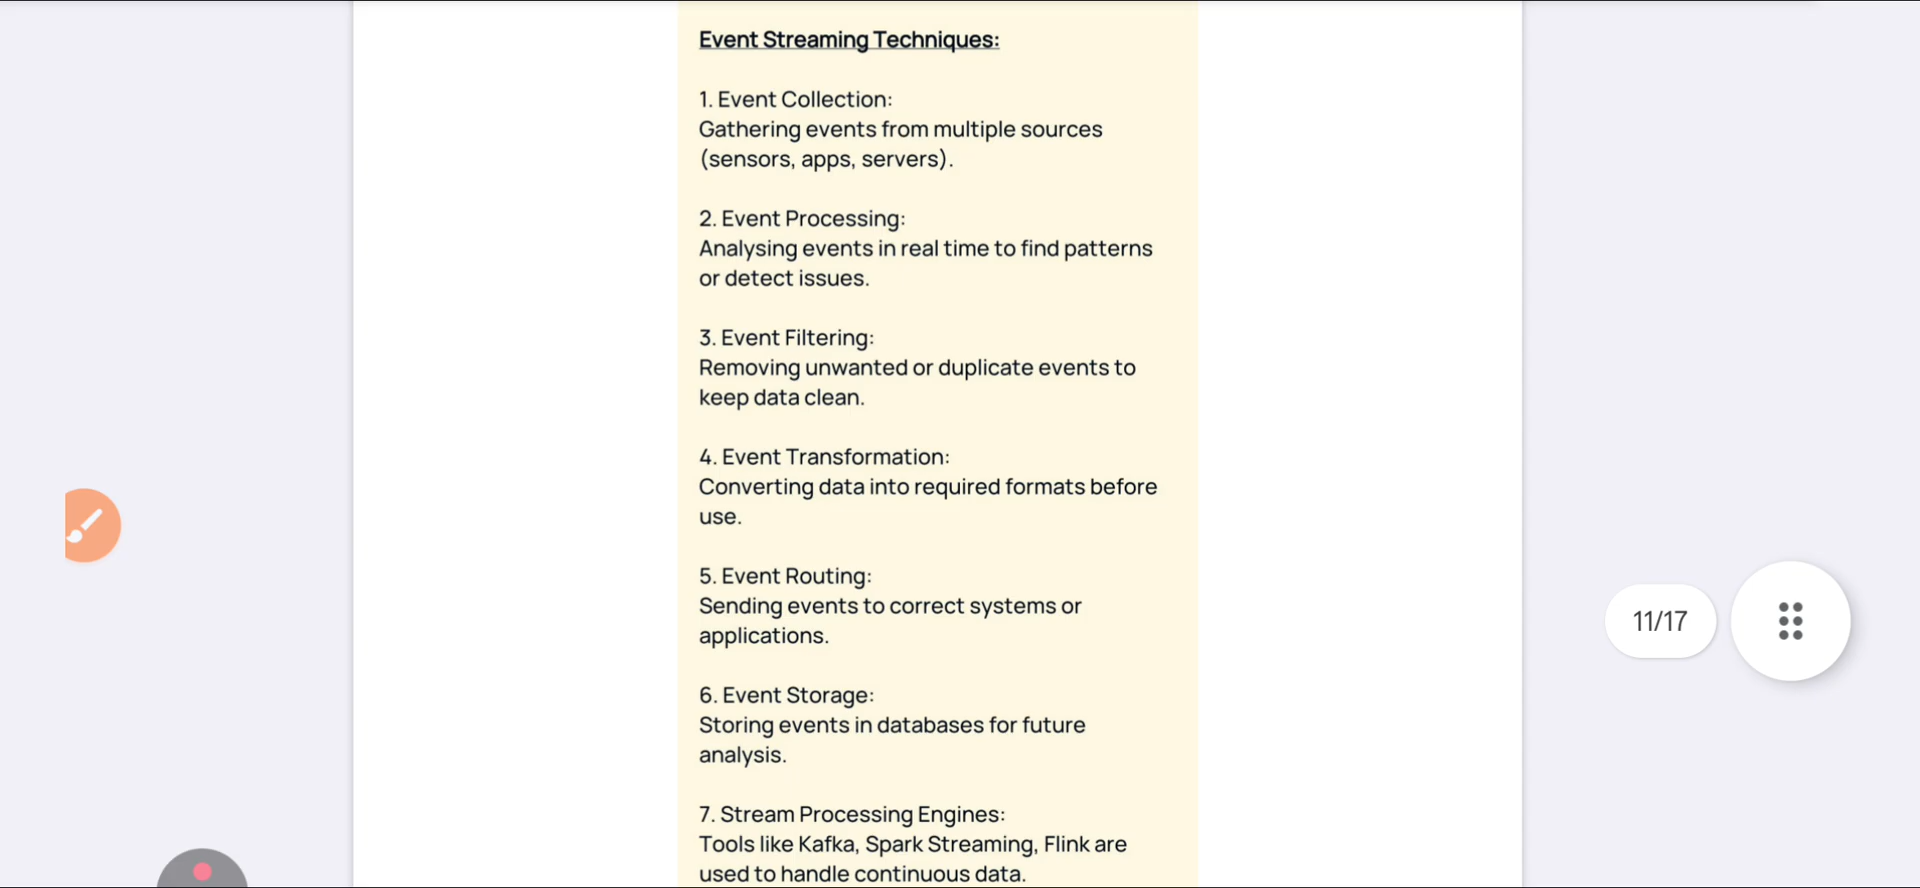 Event Streaming Techniques:
1. Event Collection:
Gathering events from multiple sources
(sensors, apps, servers).
2. Event Processing:
Analysing events in real time to find patterns
or detect issues.
3. Event Filtering:
Removing unwanted or duplicate events to
keep data clean.
4. Event Transformation:
Converting data into required formats before
use.
5. Event Routing:
Sending events to correct systems or
applications.
6. Event Storage:
Storing events in databases for future
analysis.
7. Stream Processing Engines:
Tools like Kafka, Spark Streaming, Flink are
used to handle continuous data.
11/17